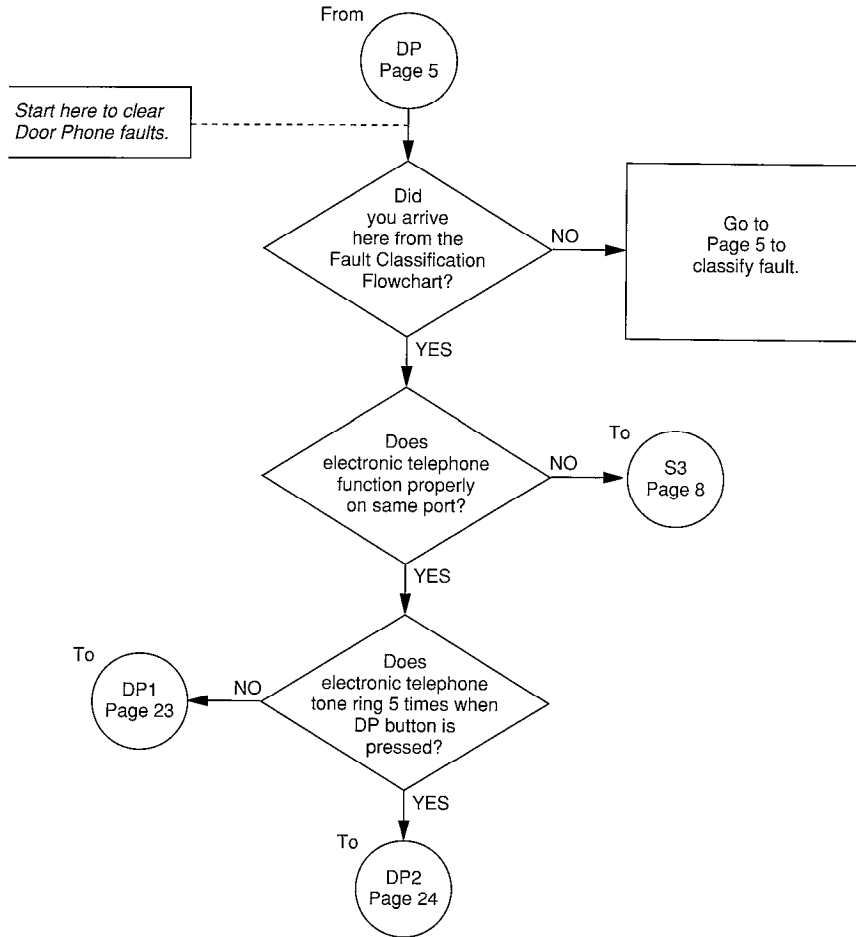 From
DP
Page 5
Start here to clear
Door Phone faults.
Did
you arrive
here from the
Fault Classification
Flowchart?
NO
Go to
Page 5 to
classify fault.
YES
Does
electronic telephone
function properly
on same port?
NO
To
S3
Page 8
YES
Does
electronic telephone
tone ring 5 times when
DP button is
pressed?
NO
To
DP1
Page 23
YES
To
DP2
Page 24